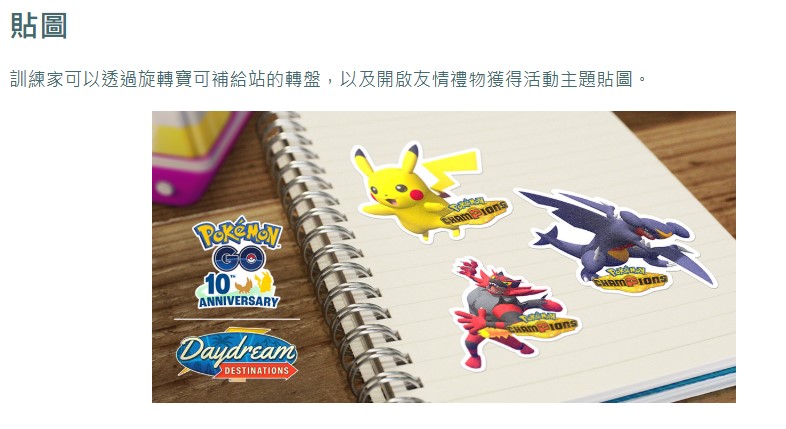 貼圖
訓練家可以透過旋轉寶可補給站的轉盤，以及開啟友情禮物獲得活動主題貼圖。
POKÉMON
CHAMPIONS
POKÉMON
CHAMPIONS
POKÉMON
GO
10TH
ANNIVERSARY
POKÉMON
CHAMPIONS
Daydream
DESTINATIONS